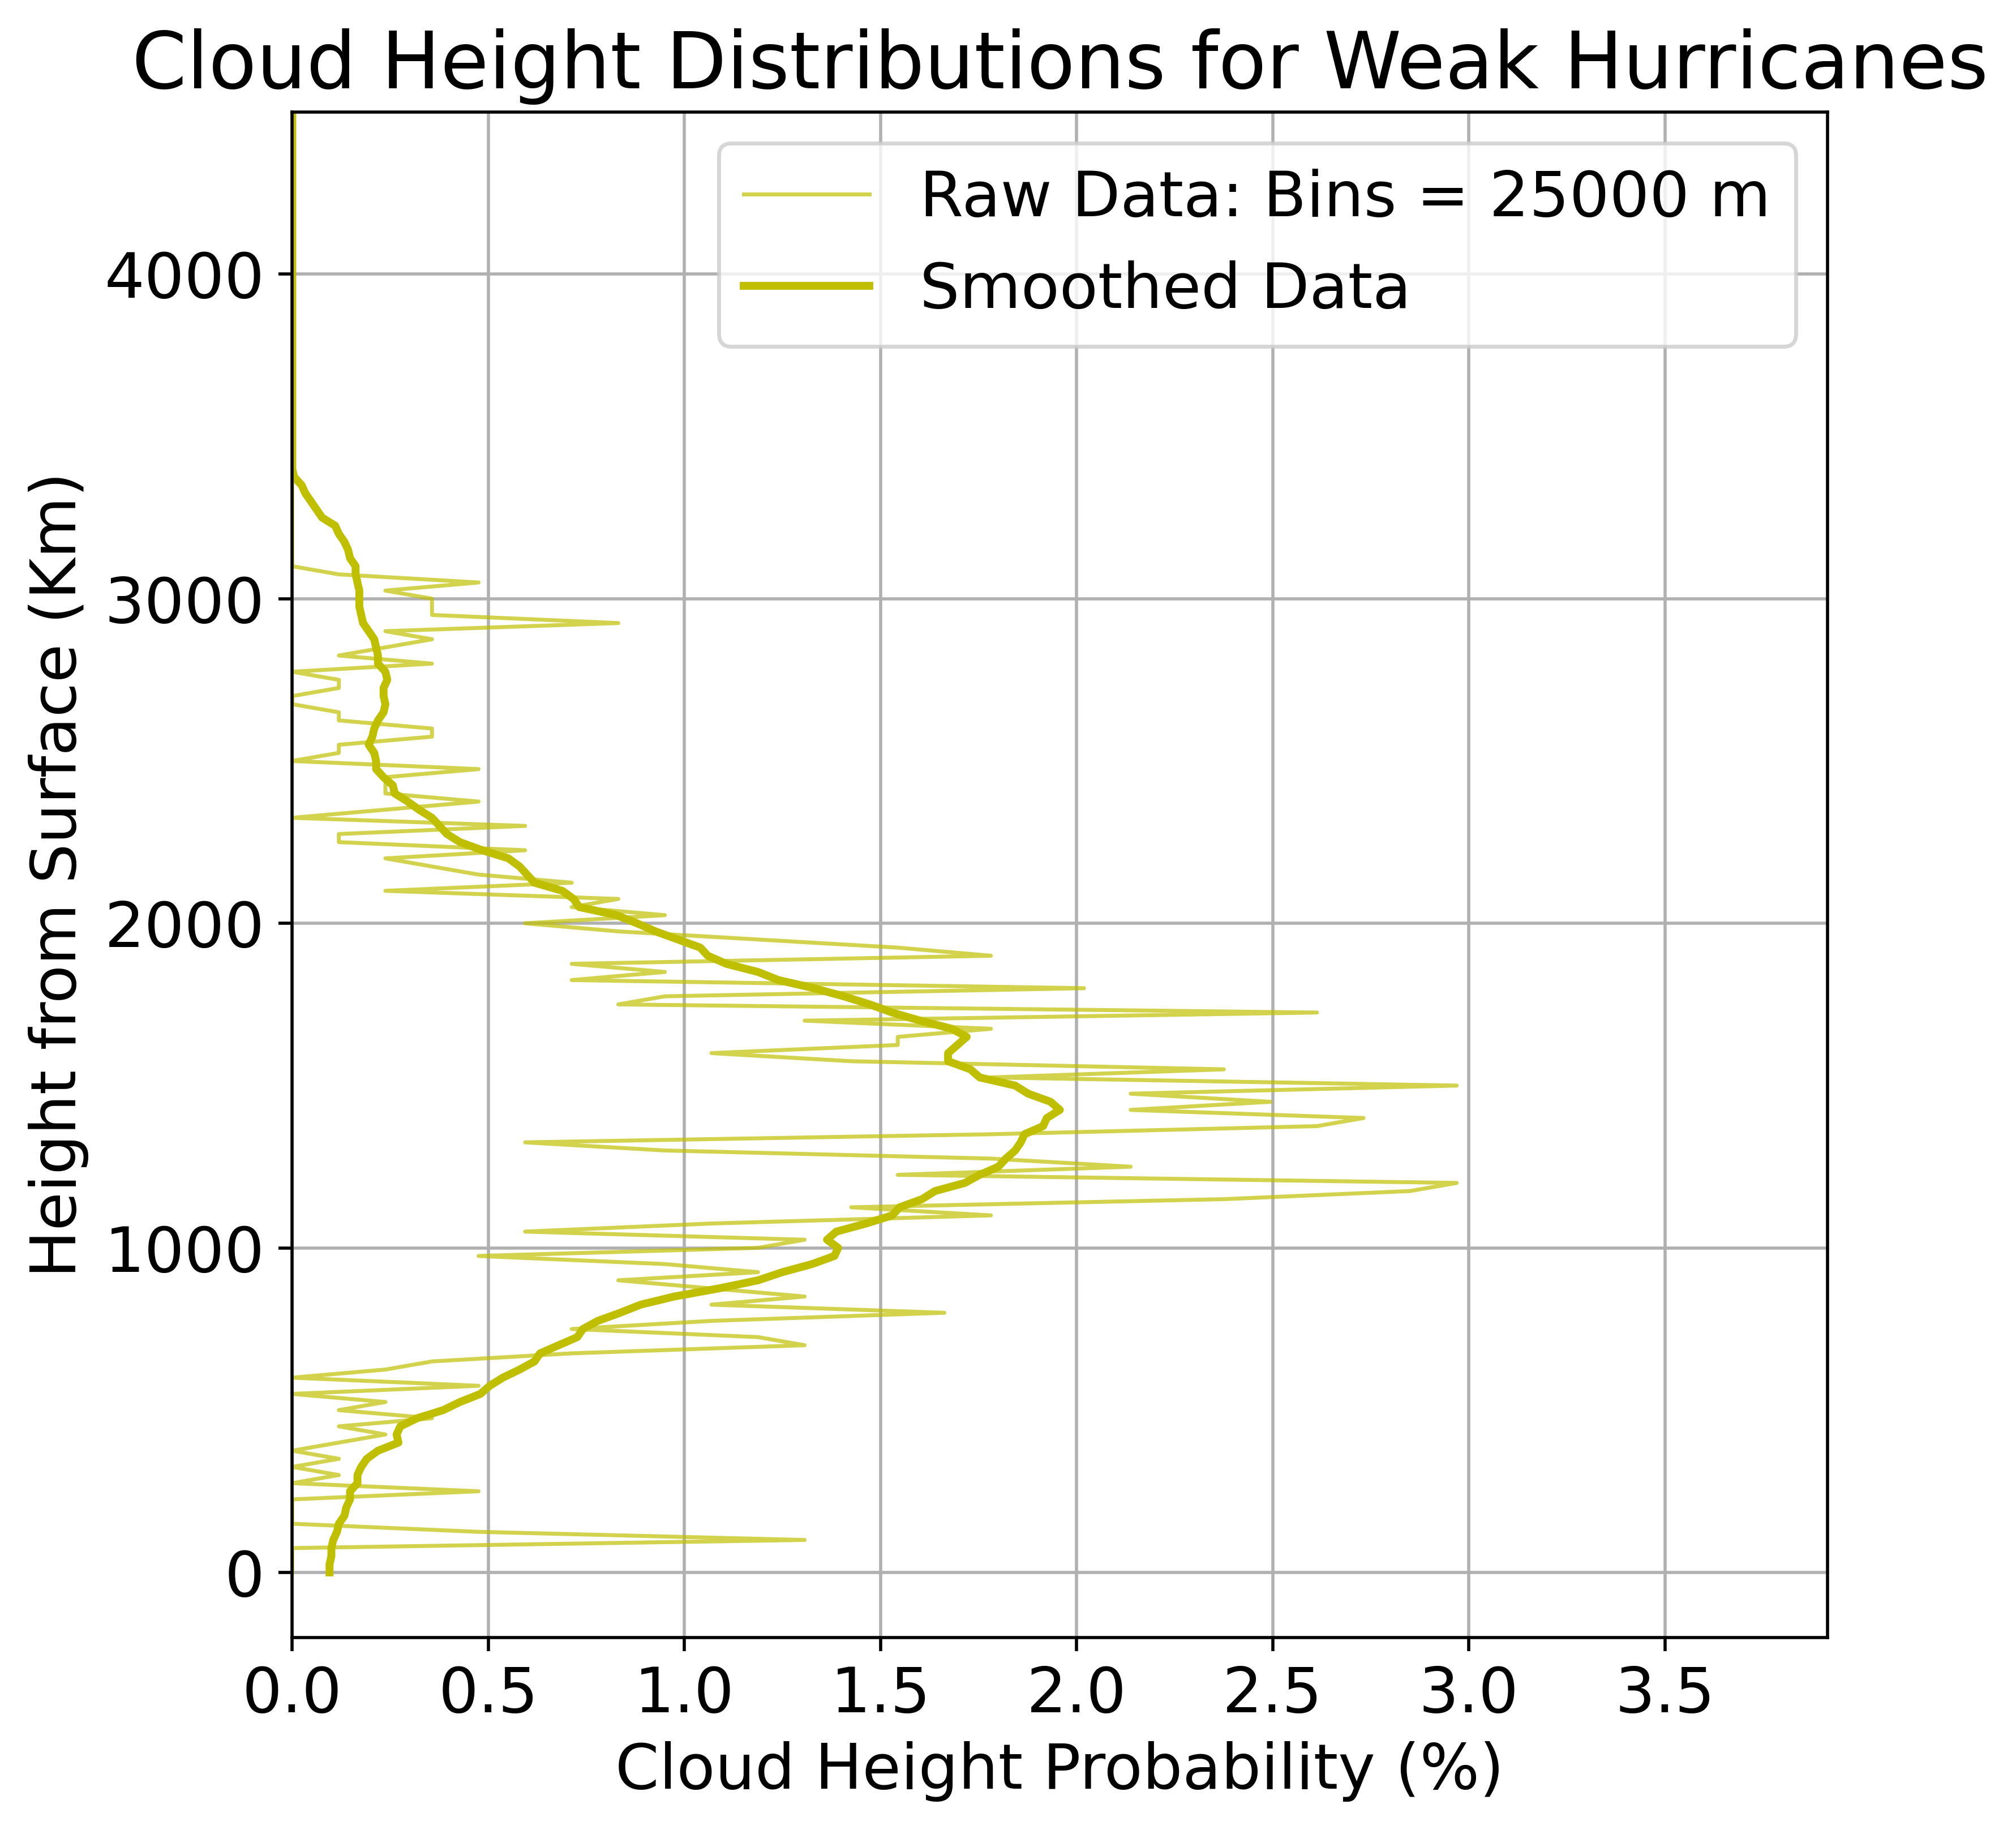 Cloud Height Distributions for Weak Hurricanes
Raw Data: Bins = 25000 m
Smoothed Data
Height from Surface (Km)
4000
3000
2000
1000
0
0.0 0.5 1.0 1.5 2.0 2.5 3.0 3.5
Cloud Height Probability (%)